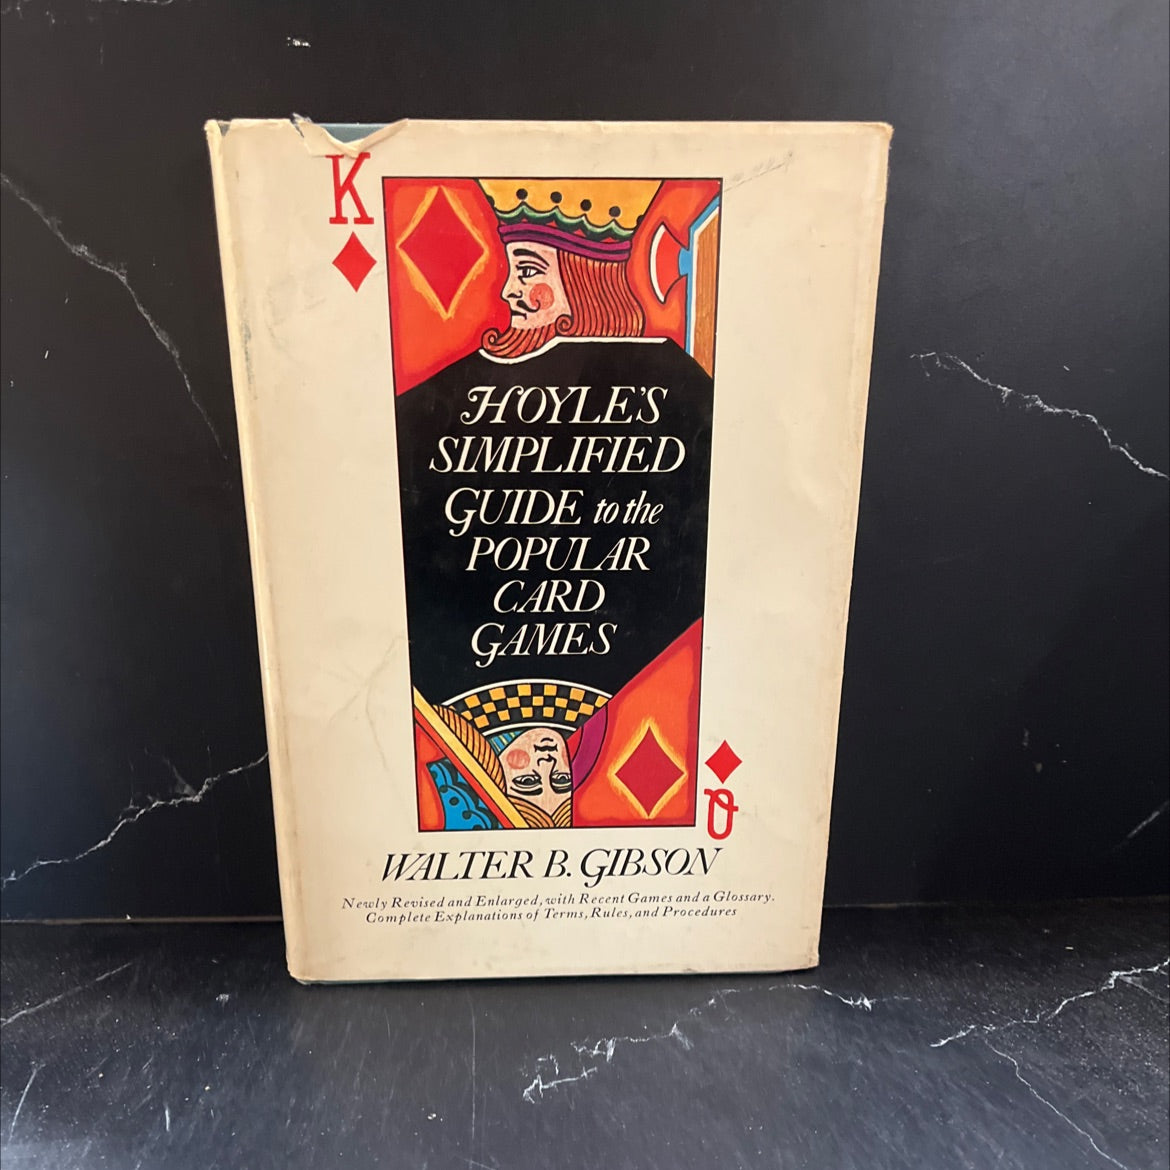 K
HOYLE'S
SIMPLIFIED
GUIDE to the
POPULAR
CARD
GAMES
Q
WALTER B. GIBSON
Newly Revised and Enlarged, with Recent Games and a Glossary.
Complete Explanations of Terms, Rules, and Procedures